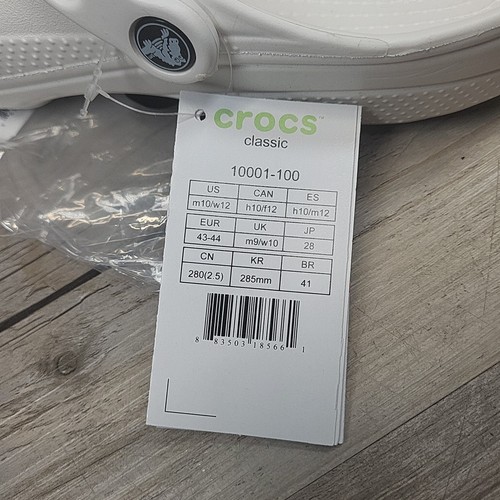 crocs™
classic
10001-100
US CAN ES
m10/w12 h10/f12 h10/m12
EUR UK JP
43-44 m9/w10 28
CN KR BR
280(2.5) 285mm 41
8 83503 18566 1